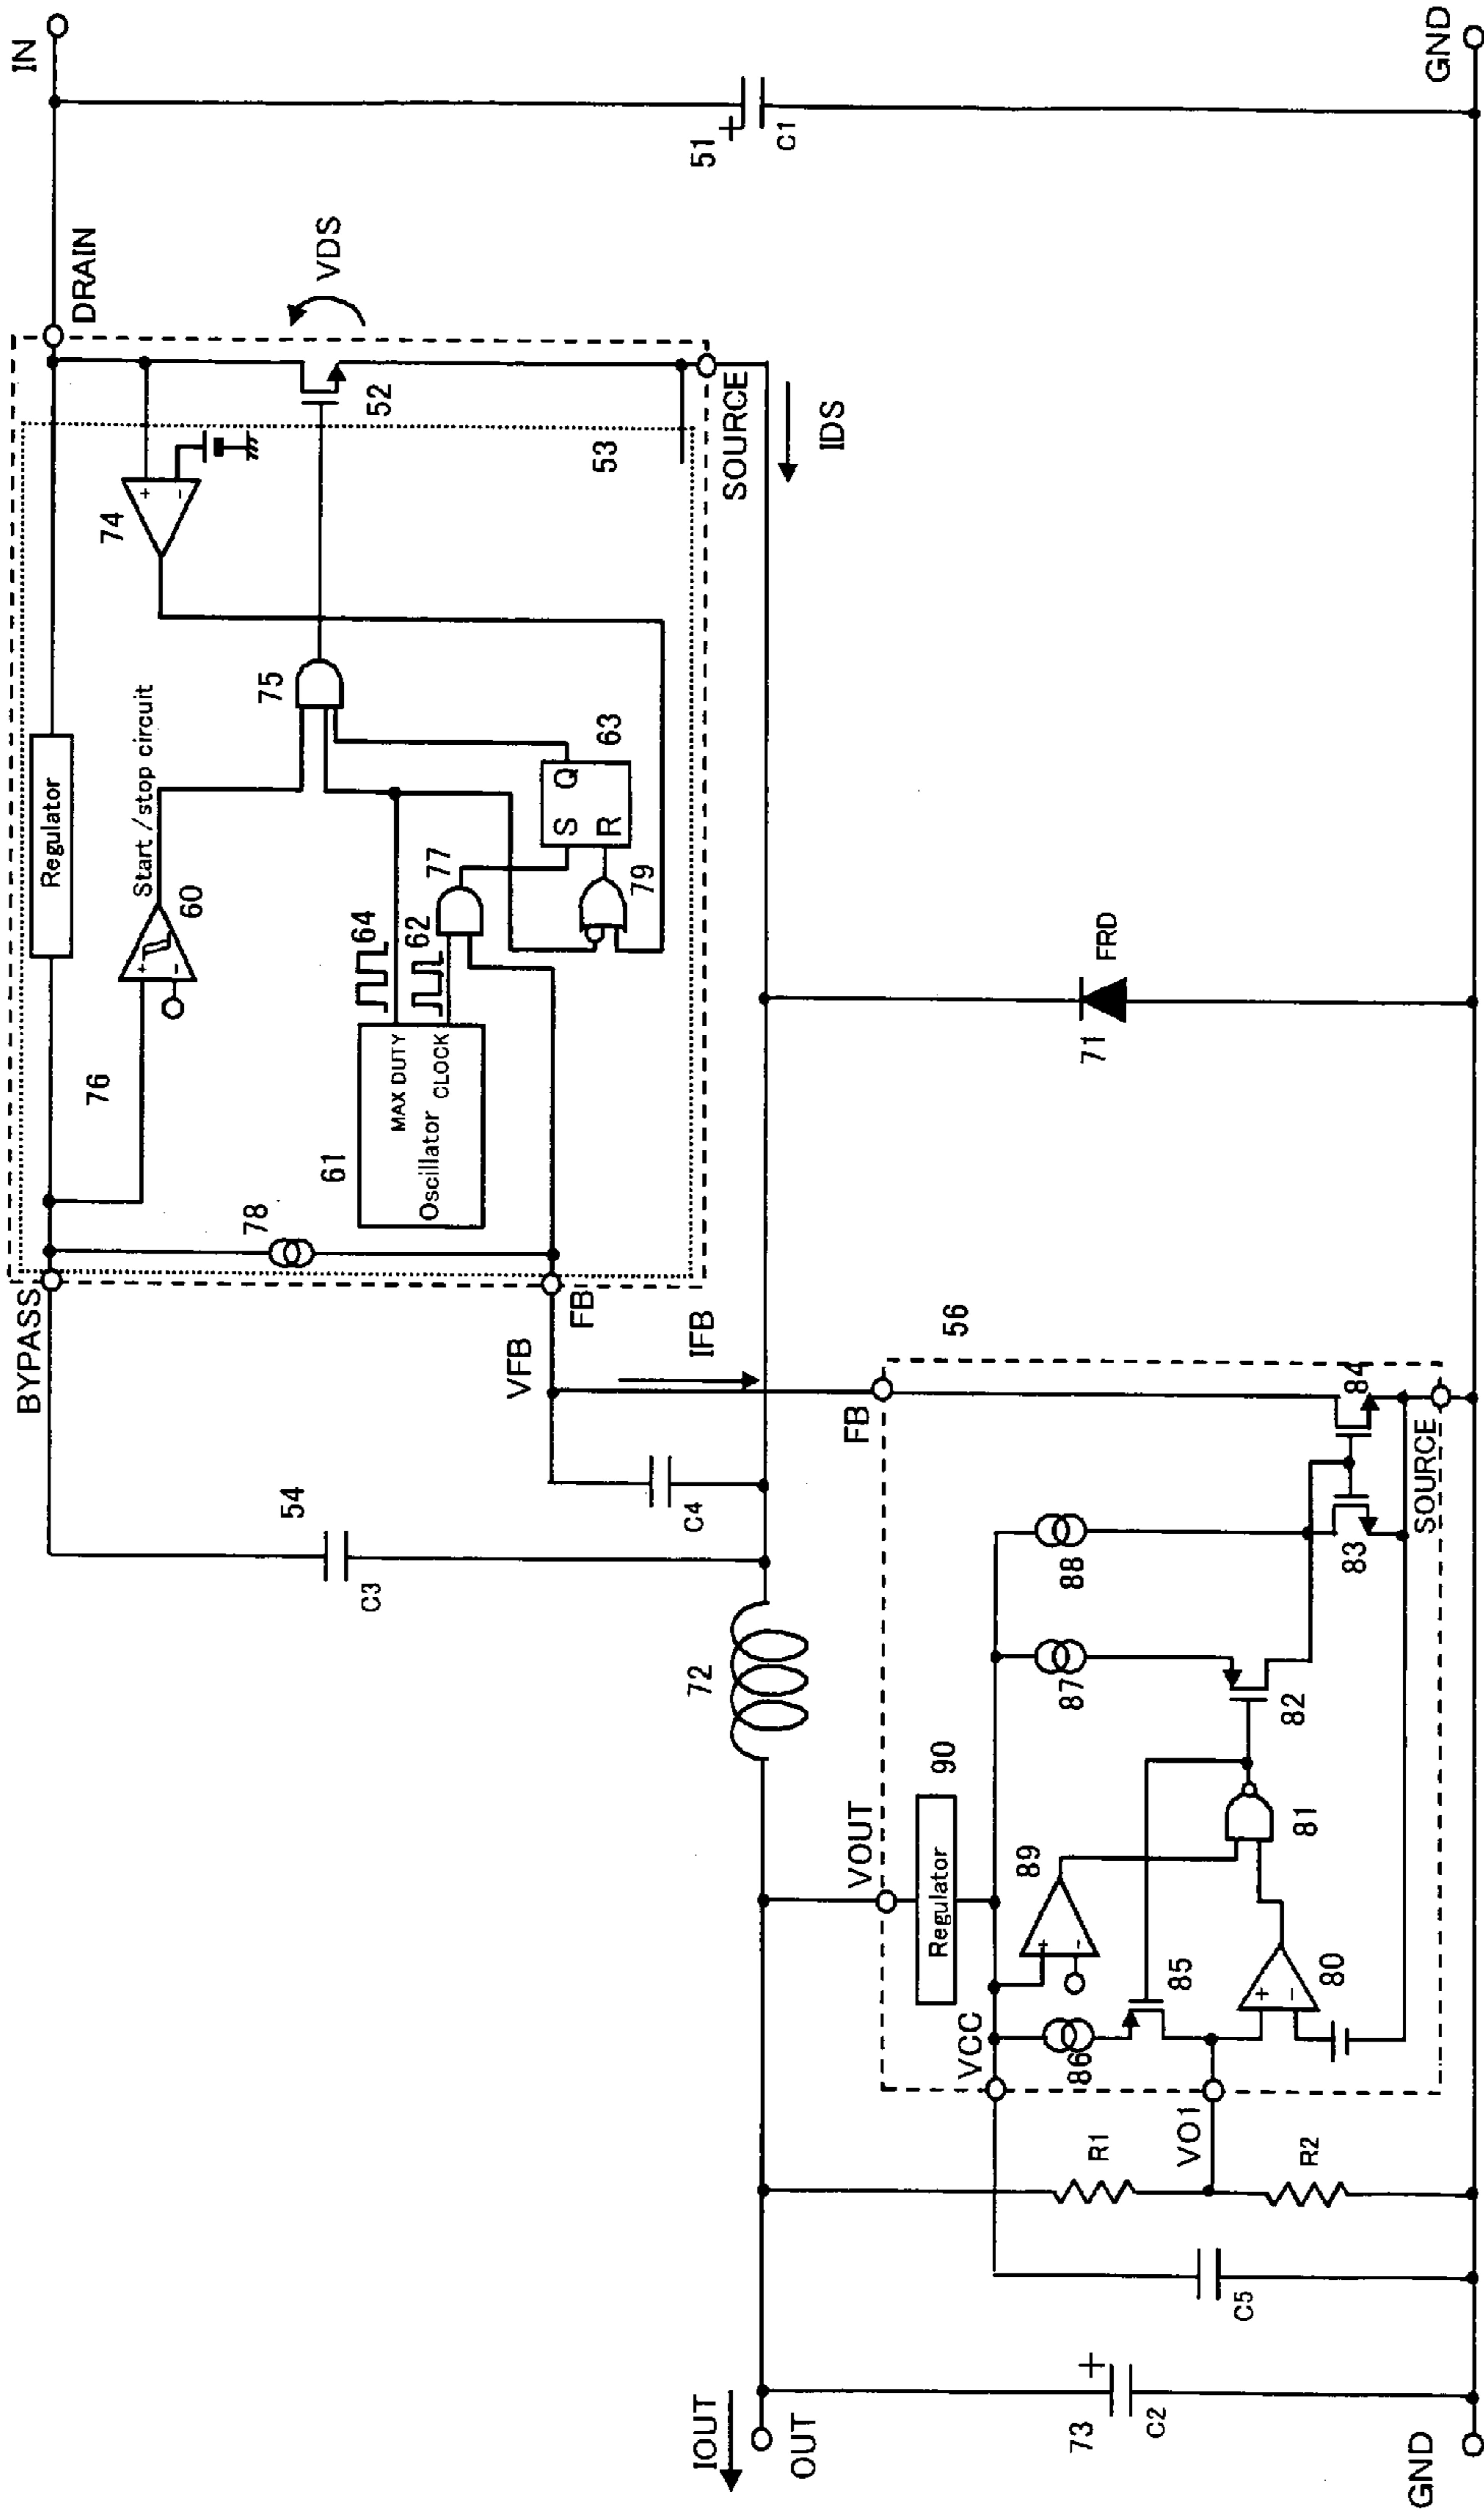 IN
DRAIN
VDS
51
+
C1
GND
Regulator
74
+
-
52
53
SOURCE
IDS
Start/stop circuit
60
+
-
75
76
63
S Q
R
77
79
64
62
61
MAX DUTY
Oscillator CLOCK
78
BYPASS
FB
VFB
IFB
71
FRD
54
C3
C4
72
56
FB
84
SOURCE
83
88
87
82
VOUT
90
Regulator
89
+
-
81
85
80
+
-
VCC
86
VO1
R1
R2
C5
73
+
C2
IOUT
OUT
GND